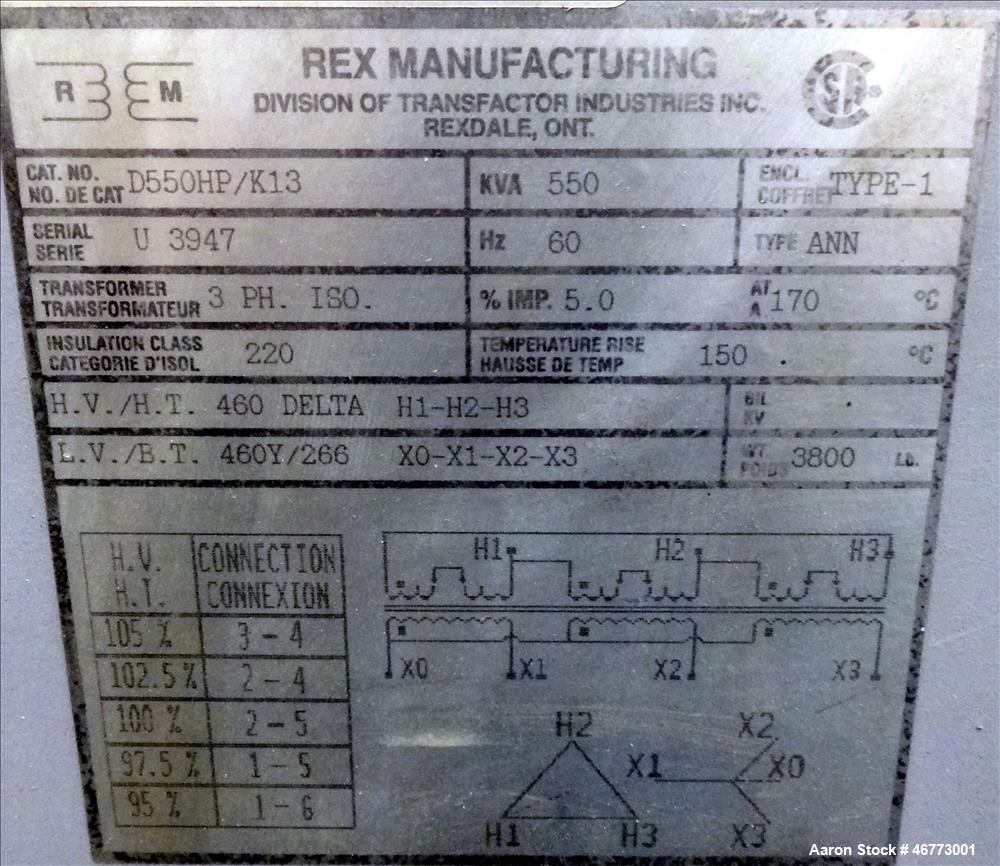 R M
REX MANUFACTURING
DIVISION OF TRANSFACTOR INDUSTRIES INC.
REXDALE, ONT.
CSA ®
CAT. NO.
NO. DE CAT D550HP/K13
KVA 550
ENCL.
COFFRET TYPE-1
SERIAL
SERIE U 3947
Hz 60
TYPE ANN
TRANSFORMER
TRANSFORMATEUR 3 PH. ISO.
% IMP. 5.0
AT
A 170 °C
INSULATION CLASS
CATEGORIE D'ISOL 220
TEMPERATURE RISE
HAUSSE DE TEMP 150 °C
H.V./H.T. 460 DELTA H1-H2-H3
BIL
KV
L.V./B.T. 460Y/266 X0-X1-X2-X3
WT.
POIDS 3800 LB.
H.V. CONNECTION
H.T. CONNEXION
105 % 3-4
102.5% 2-4
100 % 2-5
97.5 % 1-5
95 % 1-6
H1 H2 H3
X0 X1 X2 X3
H2
H1 H3
X2
X1 X0
X3
Aaron Stock # 46773001